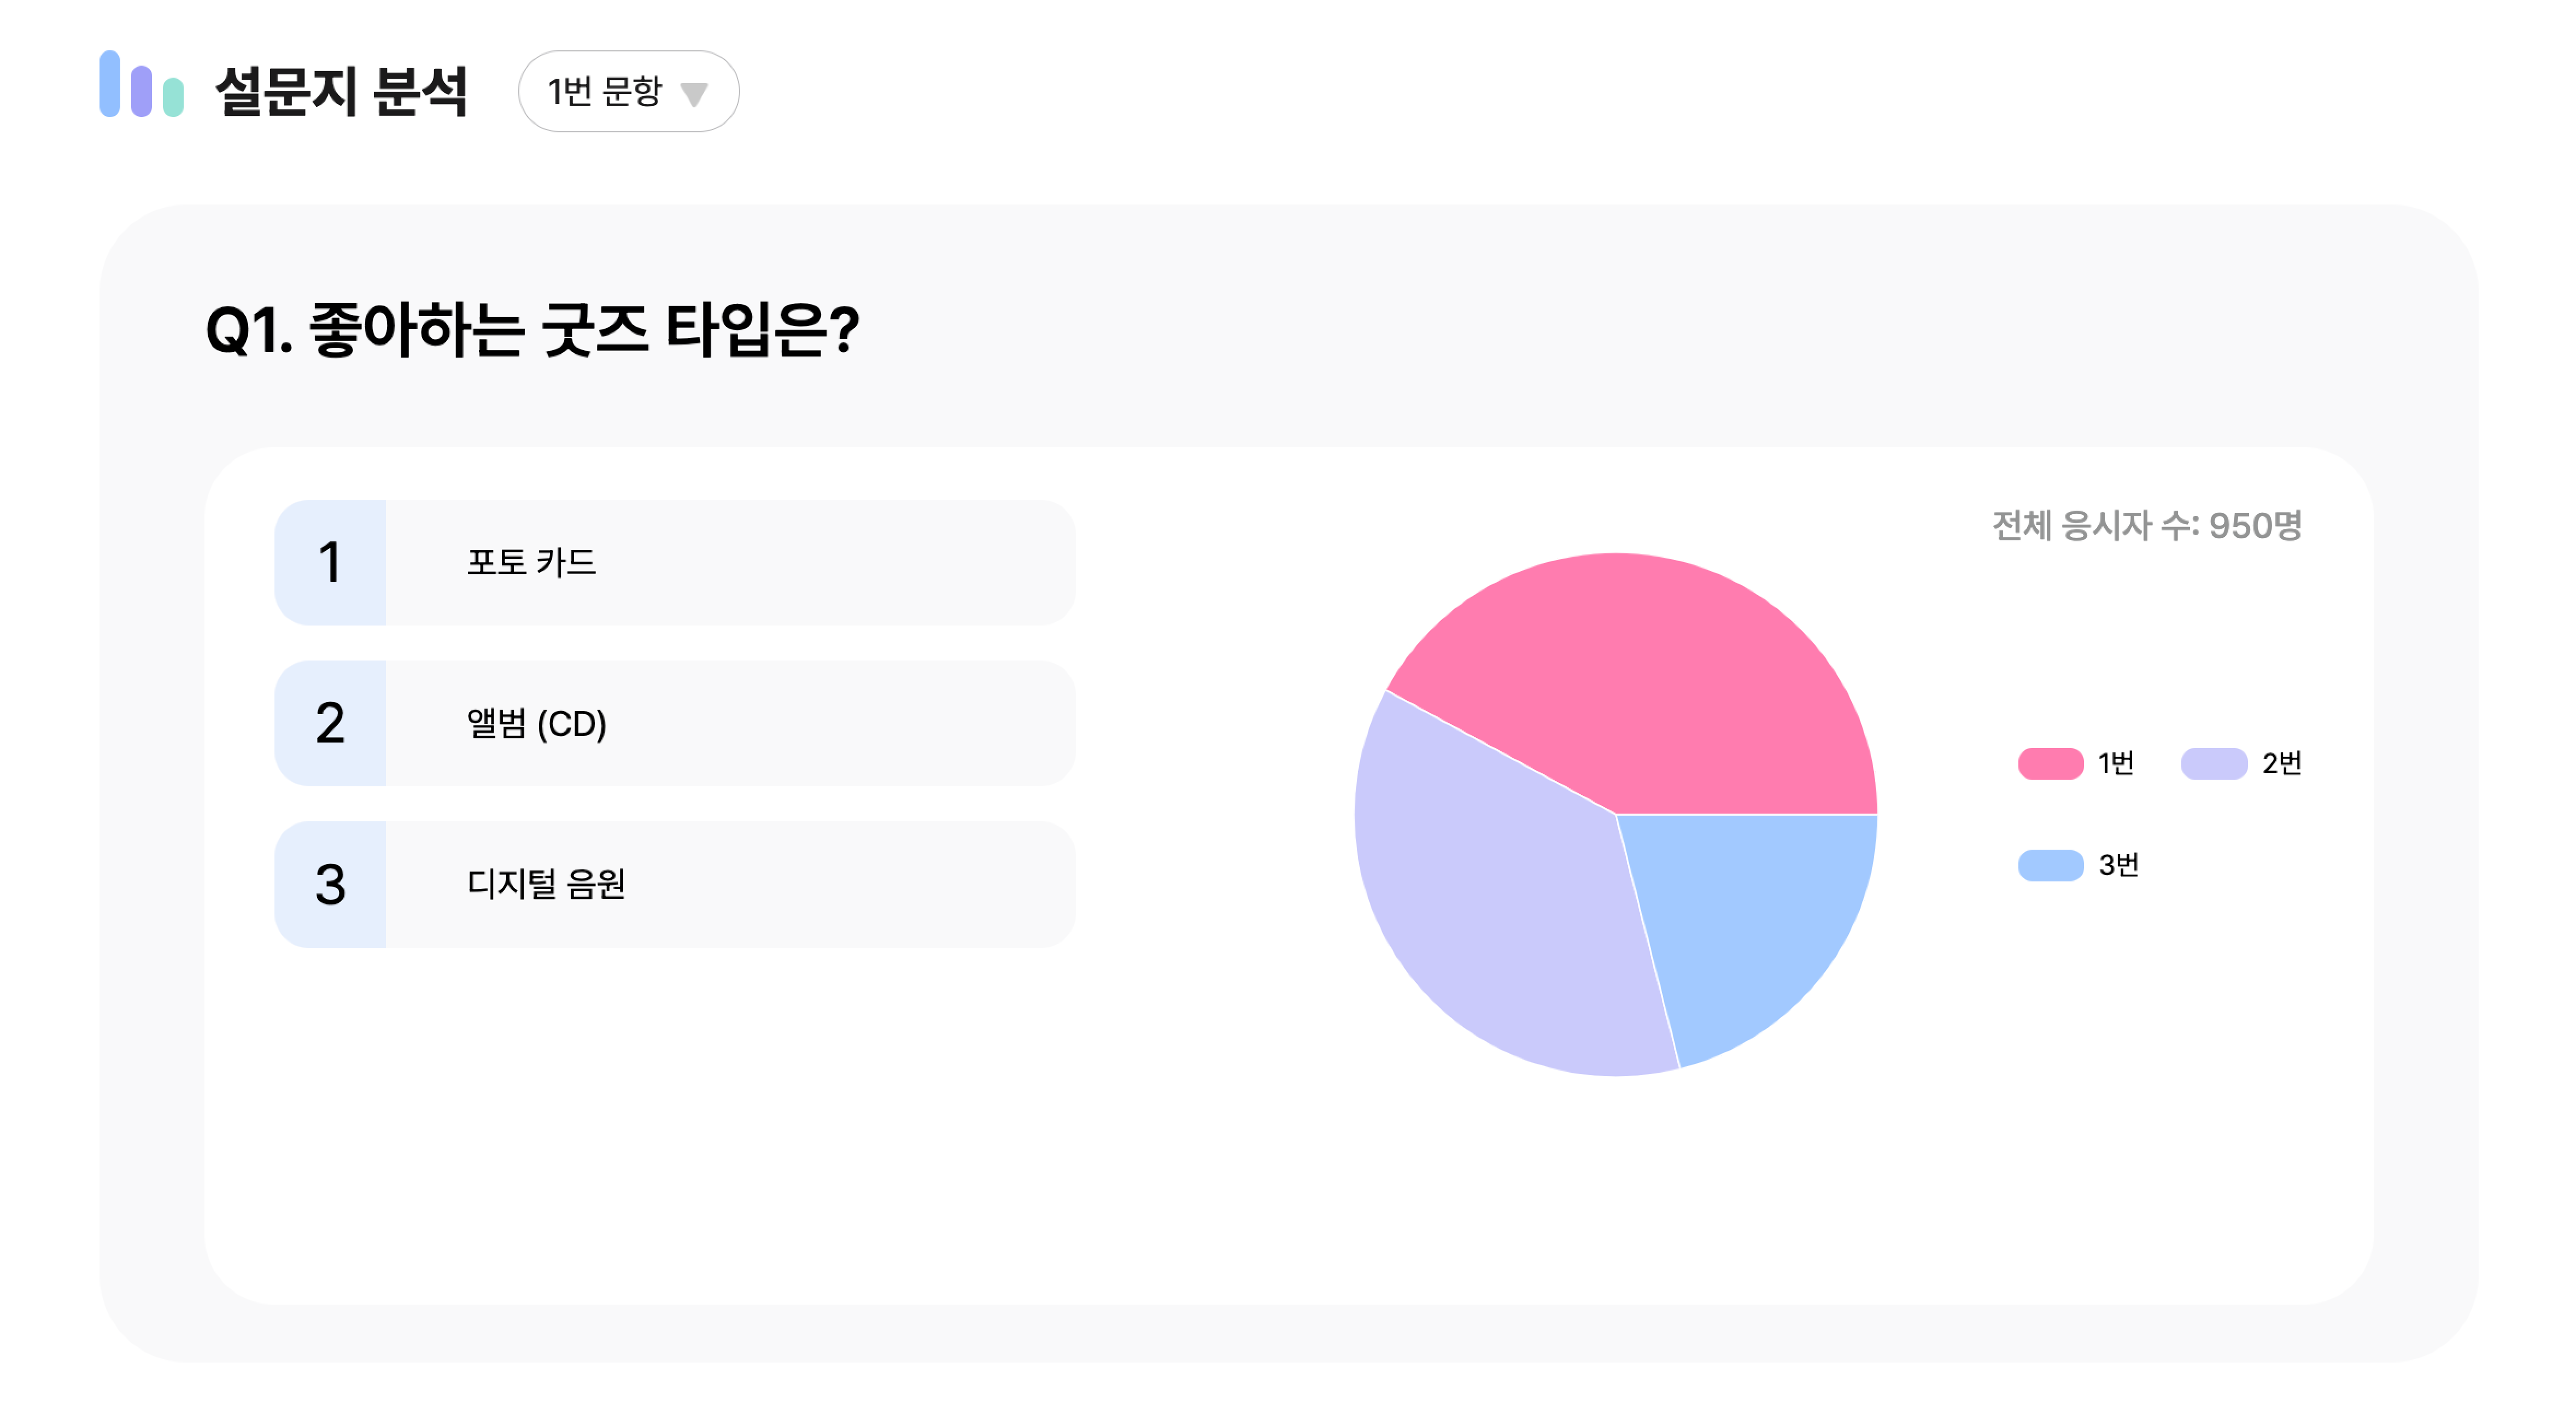 설문지 분석
1번 문항
Q1. 좋아하는 굿즈 타입은?
1 포토 카드
2 앨범 (CD)
3 디지털 음원
전체 응시자 수: 950명
1번 2번
3번